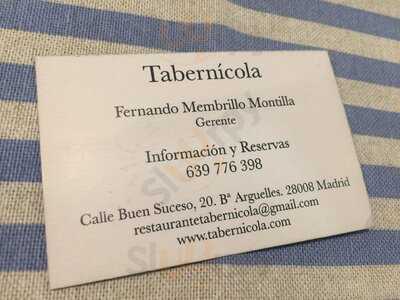 Tabernícola
Fernando Membrillo Montilla
Gerente
Información y Reservas
639 776 398
Calle Buen Suceso, 20. Bª Arguelles. 28008 Madrid
restaurantetabernicola@gmail.com
www.tabernicola.com
sluurpy